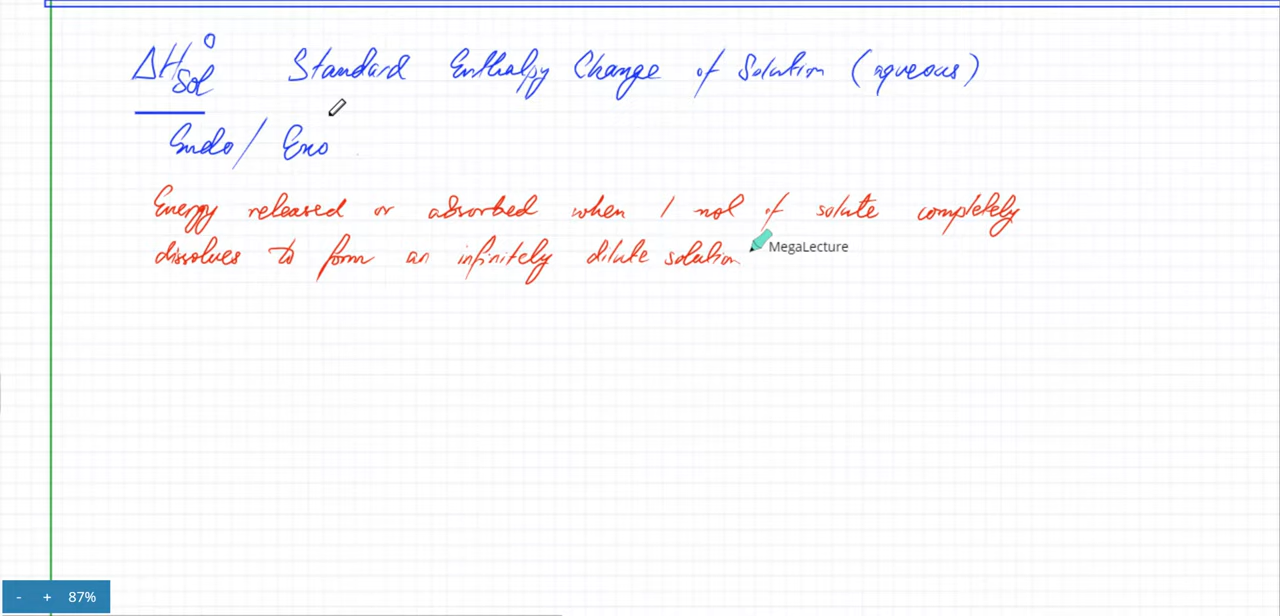 ΔH°sol Standard Enthalpy Change of Solution (aqueous)
Endo/ Exo
Energy released or absorbed when 1 mol of solute completely
dissolves to form an infinitely dilute solution
MegaLecture
- + 87%